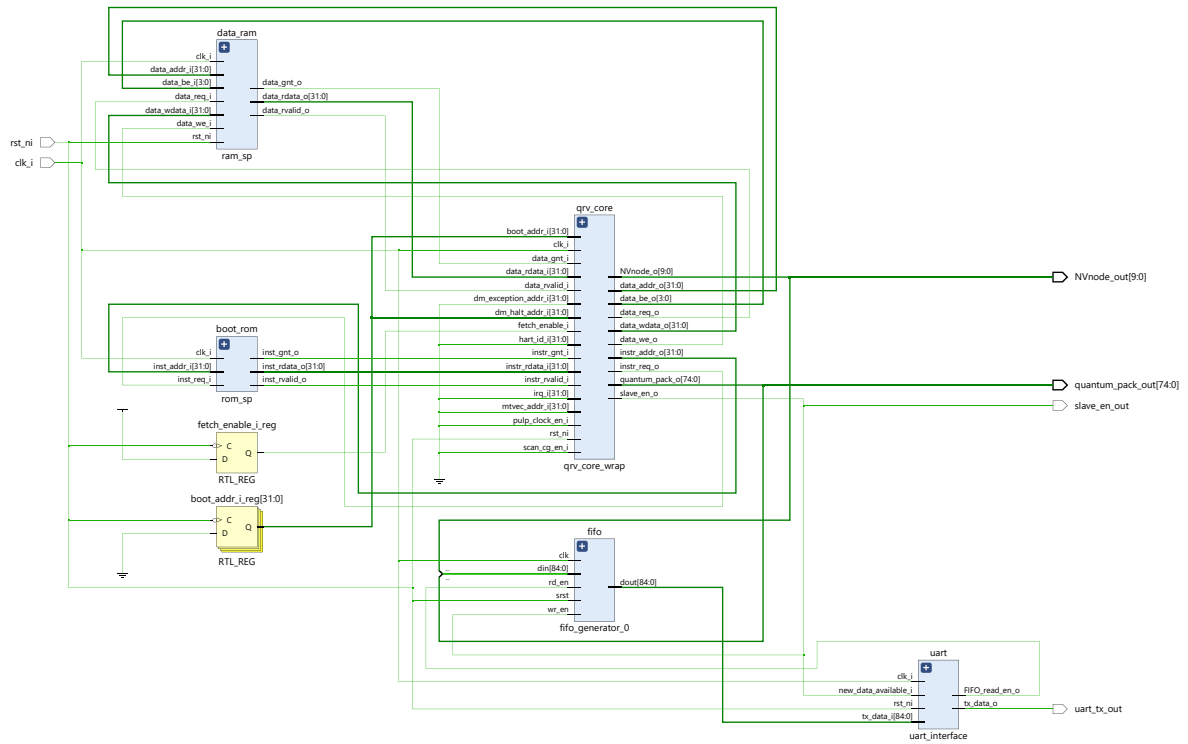 data_ram
clk_i
data_addr_i[31:0]
data_be_i[3:0]
data_req_i
data_wdata_i[31:0]
data_we_i
rst_ni
data_gnt_o
data_rdata_o[31:0]
data_rvalid_o
ram_sp
rst_ni
clk_i
qrv_core
boot_addr_i[31:0]
clk_i
data_gnt_i
data_rdata_i[31:0]
data_rvalid_i
dm_exception_addr_i[31:0]
dm_halt_addr_i[31:0]
fetch_enable_i
hart_id_i[31:0]
instr_gnt_i
instr_rdata_i[31:0]
instr_rvalid_i
irq_i[31:0]
mtvec_addr_i[31:0]
pulp_clock_en_i
rst_ni
scan_cg_en_i
NVnode_o[9:0]
data_addr_o[31:0]
data_be_o[3:0]
data_req_o
data_wdata_o[31:0]
data_we_o
instr_addr_o[31:0]
instr_req_o
quantum_pack_o[74:0]
slave_en_o
qrv_core_wrap
NVnode_out[9:0]
quantum_pack_out[74:0]
slave_en_out
boot_rom
clk_i
inst_addr_i[31:0]
inst_req_i
inst_gnt_o
inst_rdata_o[31:0]
inst_rvalid_o
rom_sp
fetch_enable_i_reg
C
D
Q
RTL_REG
boot_addr_i_reg[31:0]
C
D
Q
RTL_REG
fifo
clk
din[84:0]
rd_en
srst
wr_en
dout[84:0]
fifo_generator_0
uart
clk_i
new_data_available_i
rst_ni
tx_data_i[84:0]
FIFO_read_en_o
tx_data_o
uart_interface
uart_tx_out